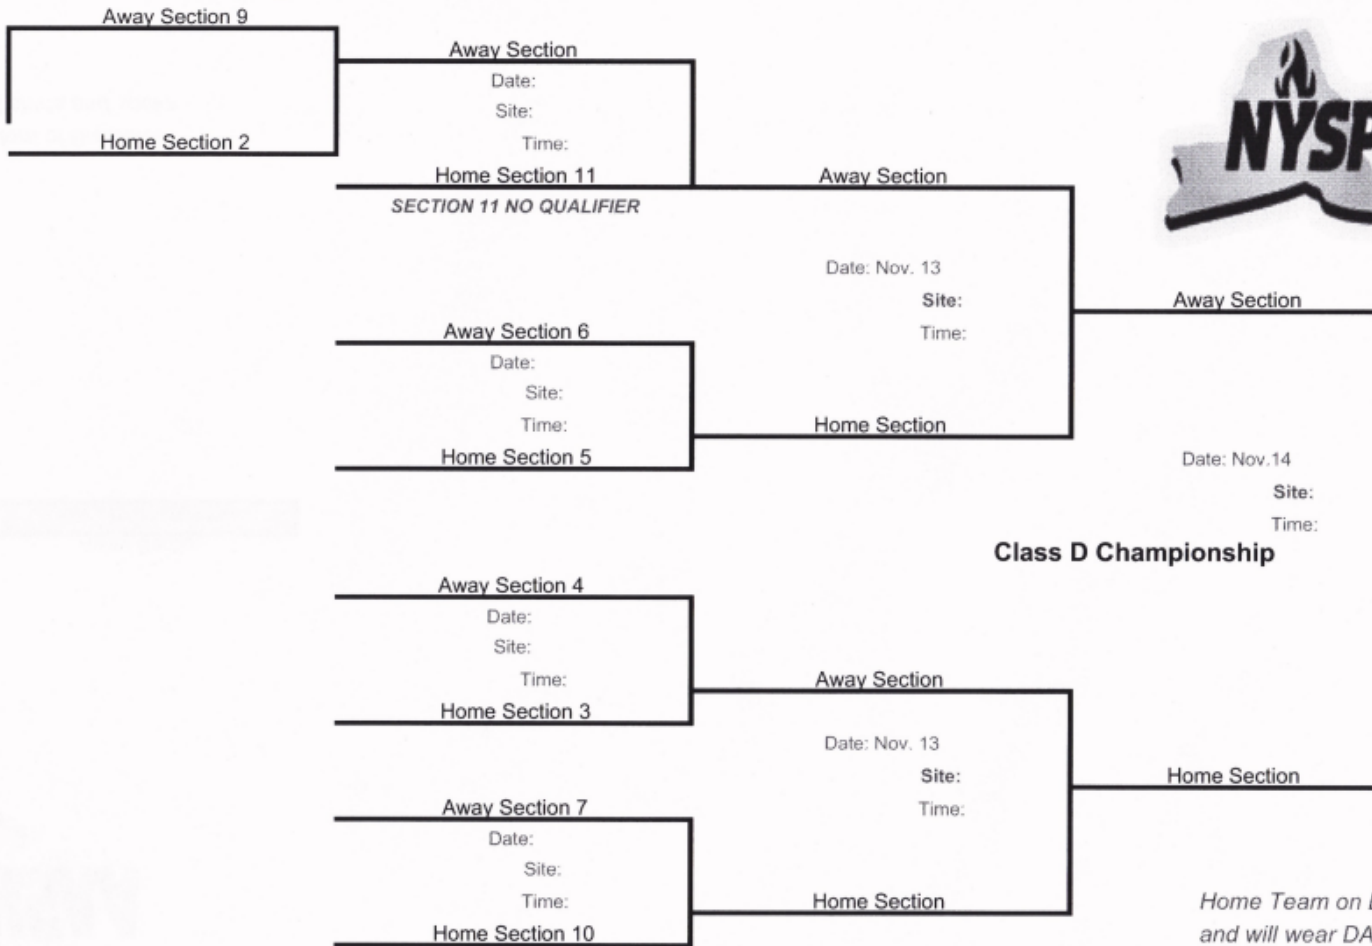 Away Section 9
Home Section 2
Away Section
Date:
Site:
Time:
Home Section 11
SECTION 11 NO QUALIFIER
Away Section 6
Date:
Site:
Time:
Home Section 5
Away Section
Date: Nov. 13
Site:
Time:
Home Section
NYSP
Away Section
Date: Nov.14
Site:
Time:
Class D Championship
Away Section 4
Date:
Site:
Time:
Home Section 3
Away Section 7
Date:
Site:
Time:
Home Section 10
Away Section
Date: Nov. 13
Site:
Time:
Home Section
Home Section
Home Team on
and will wear DA